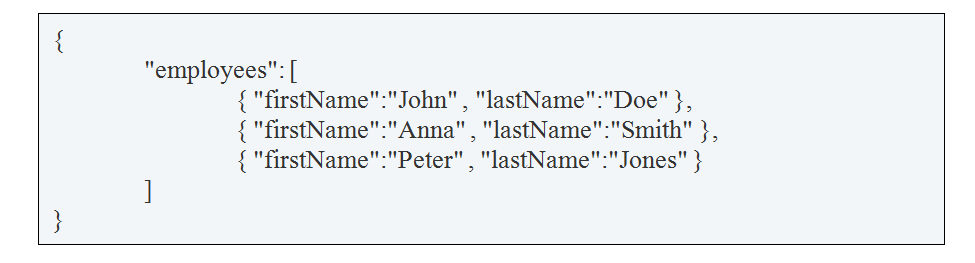 {
"employees": [
{ "firstName":"John" , "lastName":"Doe" },
{ "firstName":"Anna" , "lastName":"Smith" },
{ "firstName":"Peter" , "lastName":"Jones" }
]
}